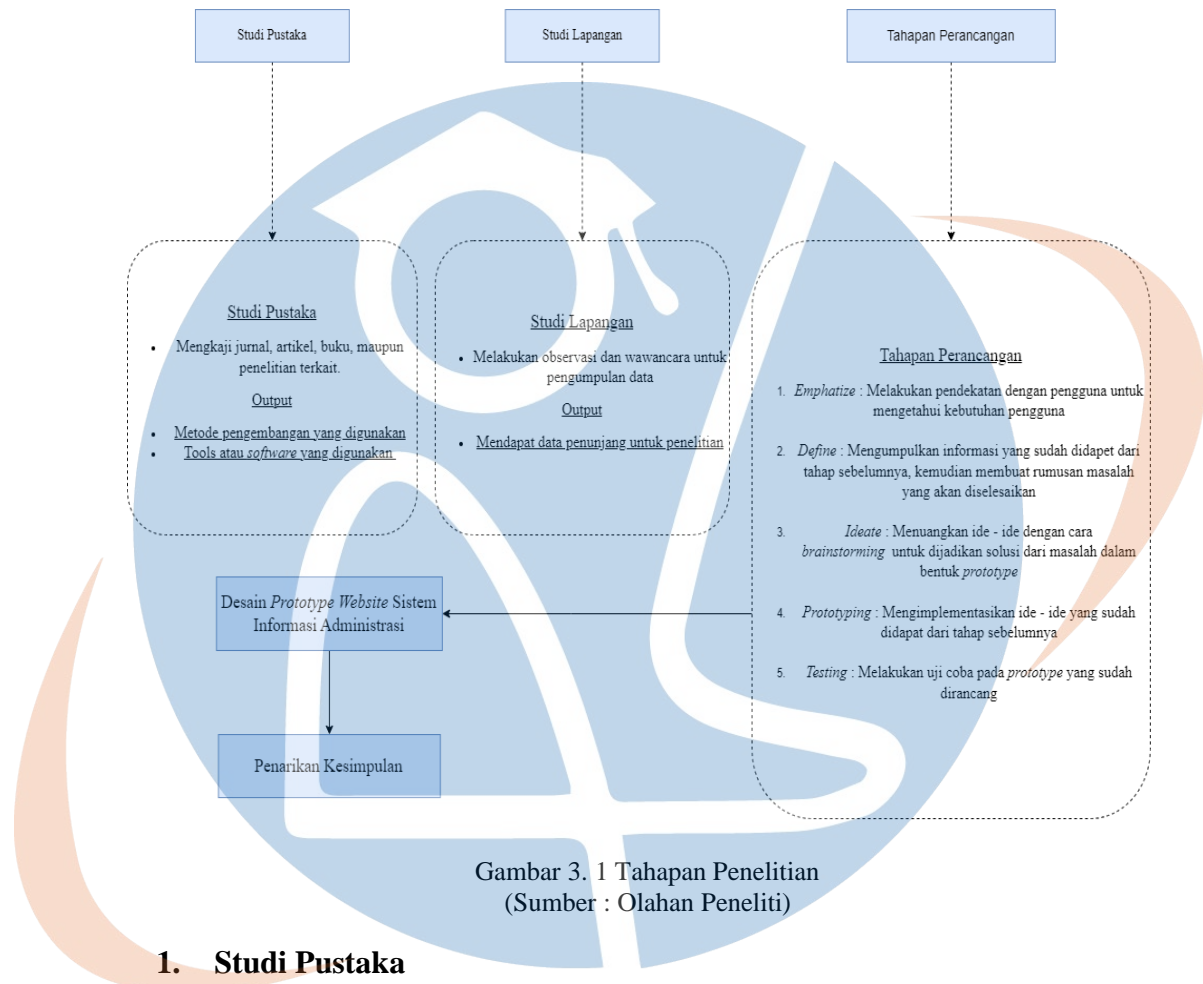 Studi Pustaka
Studi Lapangan
Tahapan Perancangan
Studi Pustaka
• Mengkaji jurnal, artikel, buku, maupun
penelitian terkait.
Output
• Metode pengembangan yang digunakan
• Tools atau software yang digunakan
Studi Lapangan
• Melakukan observasi dan wawancara untuk
pengumpulan data
Output
• Mendapat data penunjang untuk penelitian
Tahapan Perancangan
1. Emphatize : Melakukan pendekatan dengan pengguna untuk
mengetahui kebutuhan pengguna
2. Define : Mengumpulkan informasi yang sudah didapet dari
tahap sebelumnya, kemudian membuat rumusan masalah
yang akan diselesaikan
3. Ideate : Menuangkan ide - ide dengan cara
brainstorming untuk dijadikan solusi dari masalah dalam
bentuk prototype
4. Prototyping : Mengimplementasikan ide - ide yang sudah
didapat dari tahap sebelumnya
5. Testing : Melakukan uji coba pada prototype yang sudah
dirancang
Desain Prototype Website Sistem
Informasi Administrasi
Penarikan Kesimpulan
Gambar 3. 1 Tahapan Penelitian
(Sumber : Olahan Peneliti)
1. Studi Pustaka